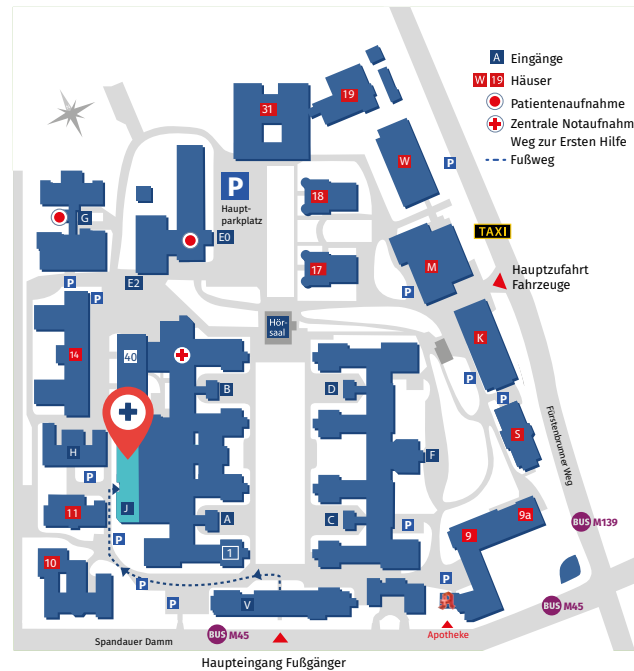 A Eingänge
W 19 Häuser
Patientenaufnahme
Zentrale Notaufnahm
Weg zur Ersten Hilfe
Fußweg
31
19
W
P
18
P
Haupt-
parkplatz
G
E0
TAXI
17
M
Hauptzufahrt
Fahrzeuge
E2
P
P
P
Hör-
saal
K
14
40
B
D
P
P
S
Fürstenbrunner Weg
H
F
P
J
11
A
C
P
9
9a
BUS M139
P
1
10
P
P
P
V
BUS M45
Apotheke
Spandauer Damm
BUS M45
Haupteingang Fußgänger